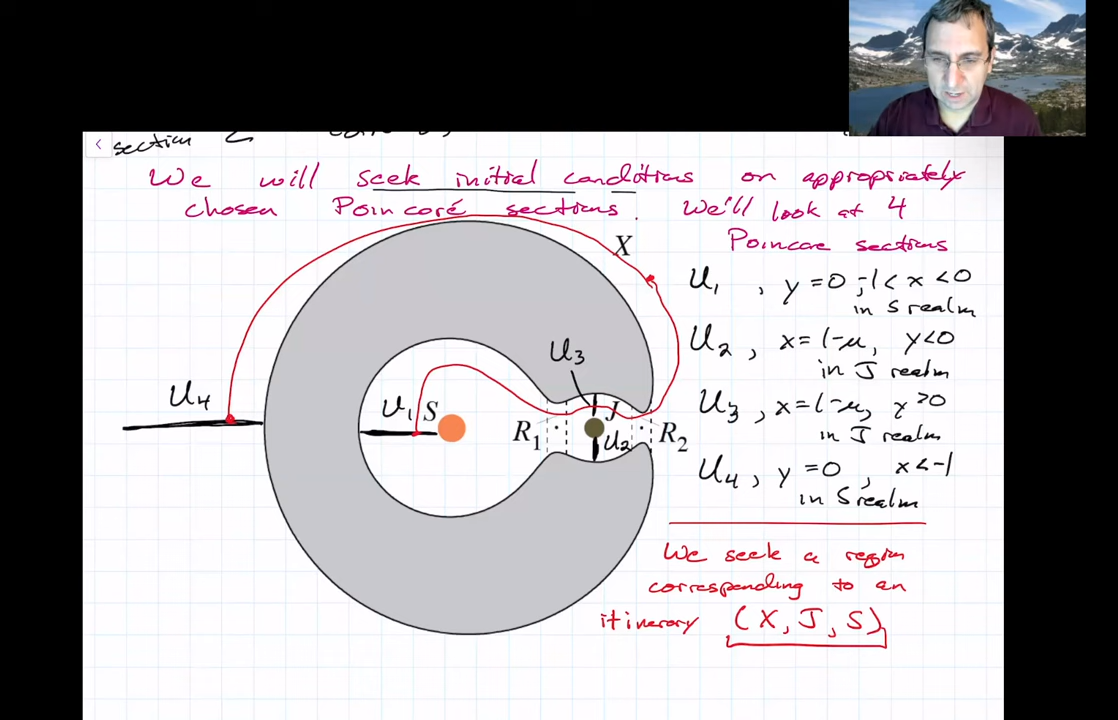 section
We will seek initial conditions on appropriately
chosen Poincaré sections. We'll look at 4
Poincare sections
X
U1 , y=0 , -1<x<0
in S realm
U2 , x=1-μ, y<0
in J realm
U3 , x=1-μ, y>0
in J realm
U4 , y=0 , x<-1
in S realm
U3
U4
U1
S
J
R1
U2
R2
We seek a region
corresponding to an
itinerary (X, J, S)